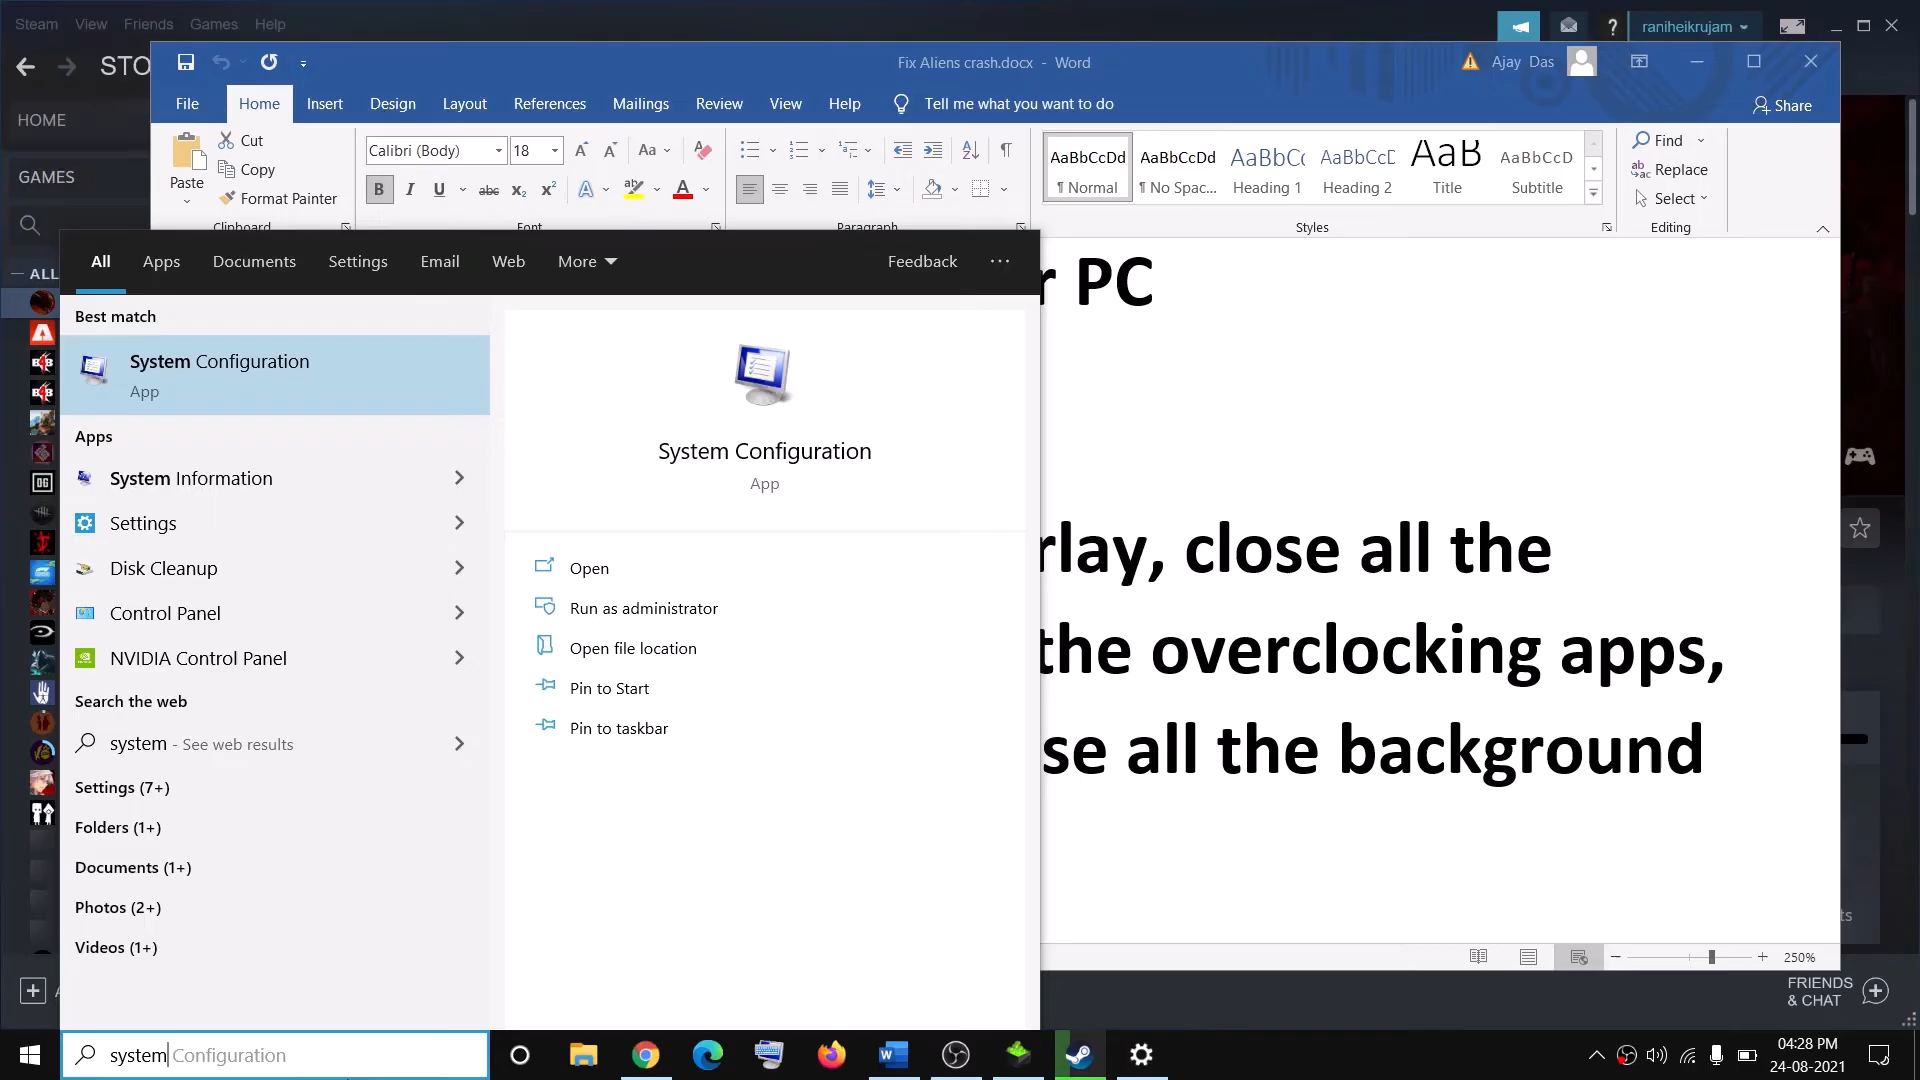 Steam View Friends Games Help
raniheikrujam
STO
HOME
GAMES
ALL
Fix Aliens crash.docx - Word
Ajay Das
File Home Insert Design Layout References Mailings Review View Help Tell me what you want to do
Share
Paste
Cut
Copy
Format Painter
Clipboard
Calibri (Body) 18
Font
Paragraph
AaBbCcDd
¶ Normal
AaBbCcDd
¶ No Spac...
AaBbCc
Heading 1
AaBbCcD
Heading 2
AaB
Title
AaBbCcD
Subtitle
Styles
Find
Replace
Select
Editing
r PC
rlay, close all the
the overclocking apps,
se all the background
250%
All Apps Documents Settings Email Web More Feedback
Best match
System Configuration
App
Apps
System Information
Settings
Disk Cleanup
Control Panel
NVIDIA Control Panel
Search the web
system - See web results
Settings (7+)
Folders (1+)
Documents (1+)
Photos (2+)
Videos (1+)
System Configuration
App
Open
Run as administrator
Open file location
Pin to Start
Pin to taskbar
FRIENDS
& CHAT
system Configuration
04:28 PM
24-08-2021